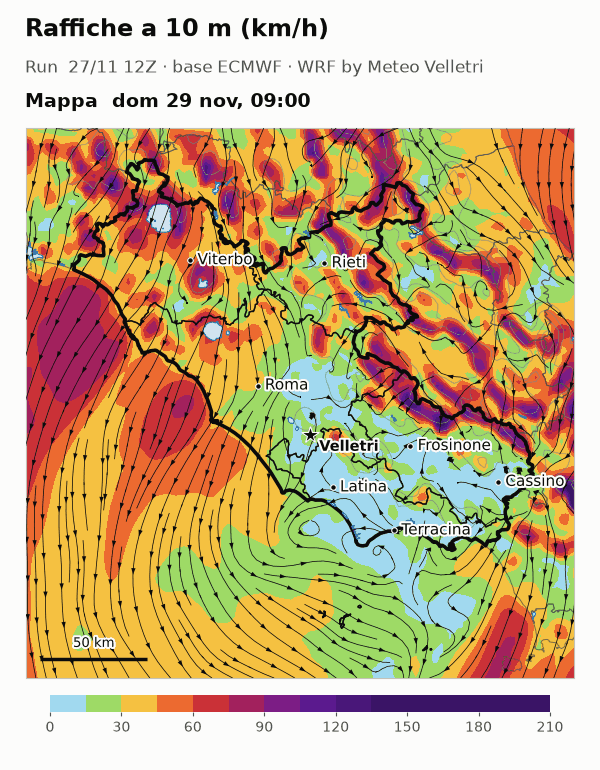 Raffiche a 10 m (km/h)
Run 27/11 12Z · base ECMWF · WRF by Meteo Velletri
Mappa dom 29 nov, 09:00
Viterbo
Rieti
Roma
Velletri
Frosinone
Latina
Cassino
Terracina
50 km
0 30 60 90 120 150 180 210